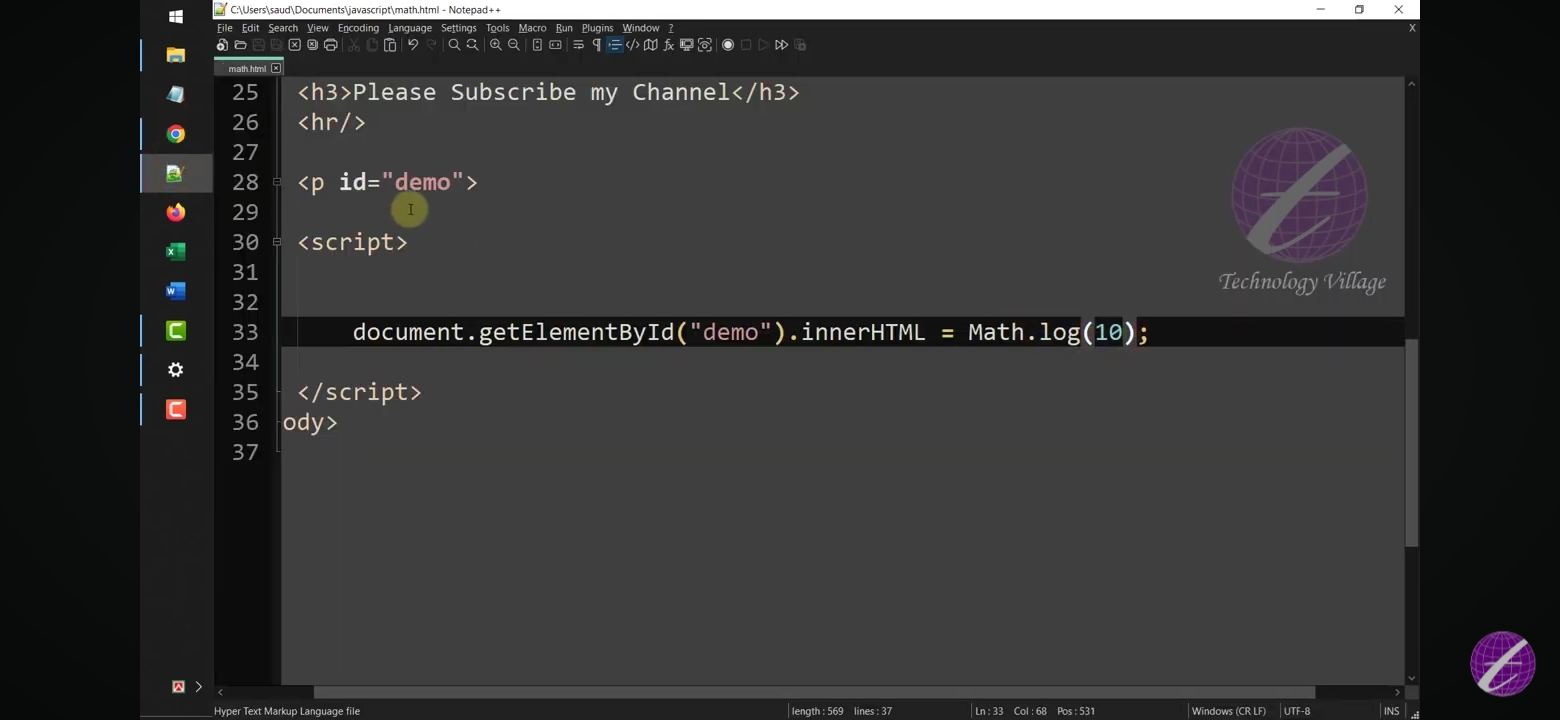 C:\Users\saud\Documents\javascript\math.html - Notepad++
File Edit Search View Encoding Language Settings Tools Macro Run Plugins Window ? X
math.html
25 <h3>Please Subscribe my Channel</h3>
26 <hr/>
27
28 <p id="demo">
29
30 <script>
31
32
33 document.getElementById("demo").innerHTML = Math.log(10);
34
35 </script>
36 ody>
37
Technology Village
Hyper Text Markup Language file length : 569 lines : 37 Ln : 33 Col : 68 Pos : 531 Windows (CR LF) UTF-8 INS